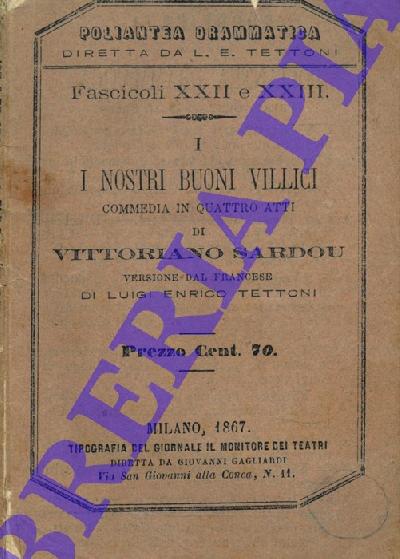 POLIANTEA DRAMMATICA
DIRETTA DA L. E. TETTONI
Fascicoli XXII e XXIII.
I
I NOSTRI BUONI VILLICI
COMMEDIA IN QUATTRO ATTI
DI
VITTORIANO SARDOU
VERSIONE DAL FRANCESE
DI LUIGI ENRICO TETTONI
Prezzo Cent. 70.
MILANO, 1867.
TIPOGRAFIA DEL GIORNALE IL MONITORE DEI TEATRI
DIRETTA DA GIOVANNI GAGLIARDI
Via San Giovanni alla Conca, N. 11.
BRERIA PIA